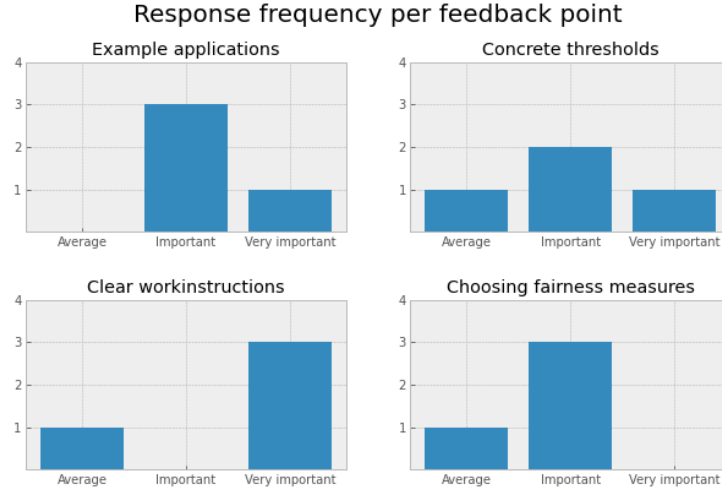 Response frequency per feedback point
Example applications
4
3
2
1
Average Important Very important
Concrete thresholds
4
3
2
1
Average Important Very important
Clear workinstructions
4
3
2
1
Average Important Very important
Choosing fairness measures
4
3
2
1
Average Important Very important